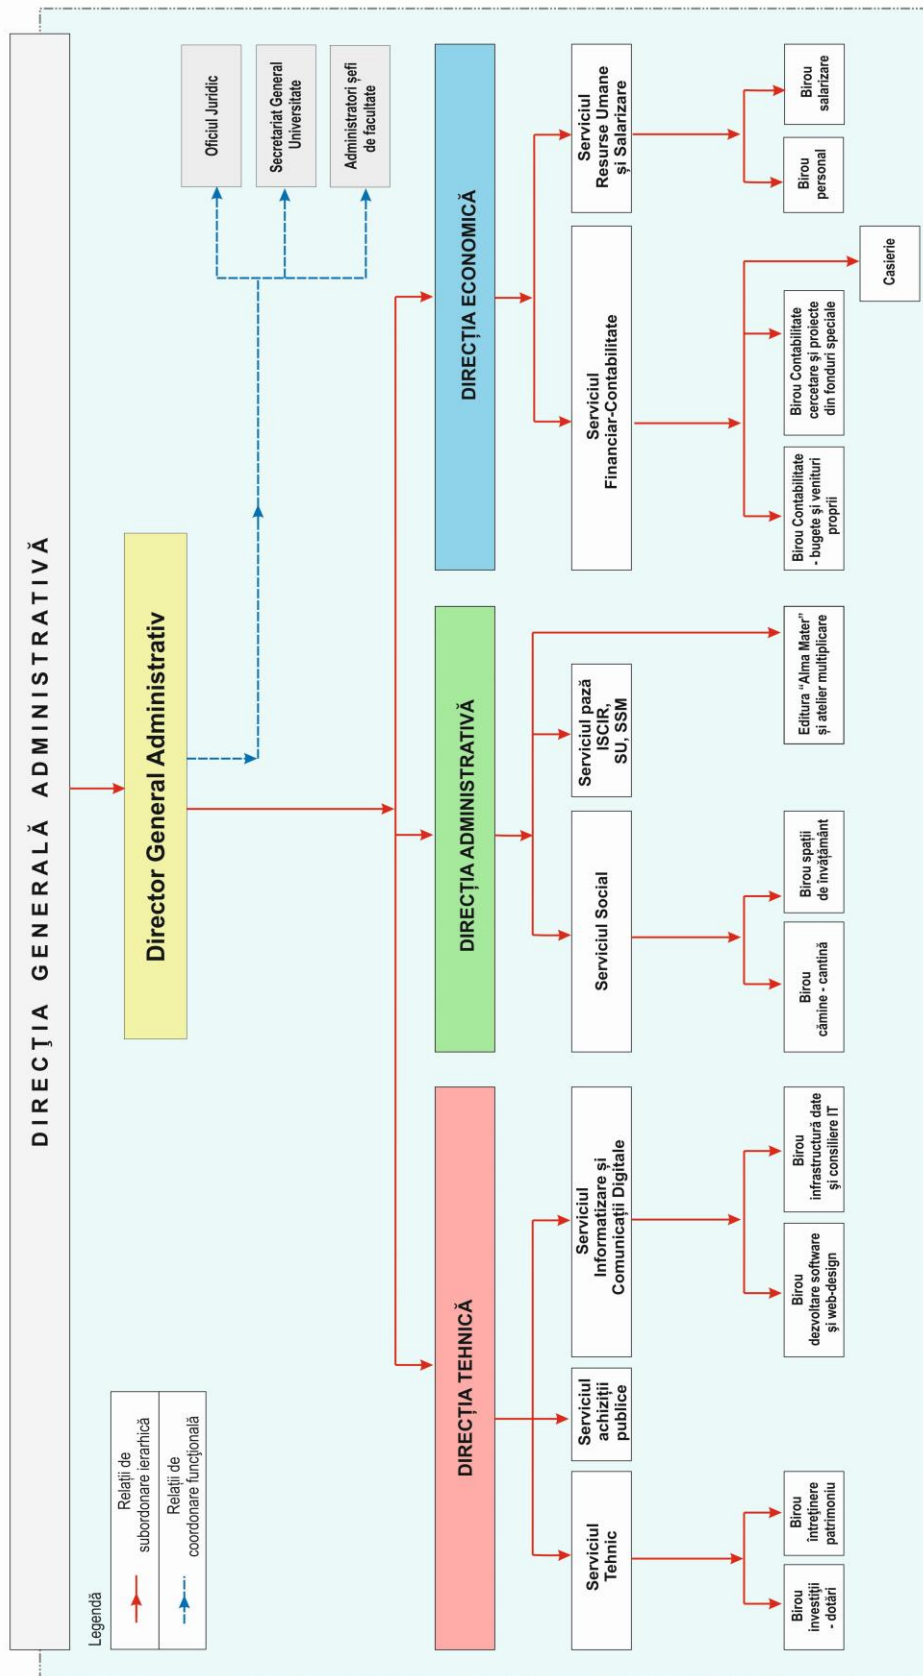 DIRECŢIA GENERALĂ ADMINISTRATIVĂ
Legendă
Relații de
subordonare ierarhică
Relații de
coordonare funcțională
Director General Administrativ
Oficiul Juridic
Secretariat General
Universitate
Administratori șefi
de facultate
DIRECȚIA TEHNICĂ
DIRECȚIA ADMINISTRATIVĂ
DIRECȚIA ECONOMICĂ
Serviciul
Tehnic
Serviciul
achiziții
publice
Serviciul
Informatizare și
Comunicații Digitale
Serviciul Social
Serviciul pază
ISCIR,
SU, SSM
Serviciul
Financiar-Contabilitate
Serviciul
Resurse Umane
și Salarizare
Birou
investiții
- dotări
Birou
întreținere
patrimoniu
Birou
dezvoltare software
și web-design
Birou
infrastructură date
și consiliere IT
Birou
cămine - cantină
Birou spații
de învățământ
Editura "Alma Mater"
și atelier multiplicare
Birou Contabilitate
- bugete și venituri
proprii
Birou Contabilitate
cercetare și proiecte
din fonduri speciale
Casierie
Birou
personal
Birou
salarizare